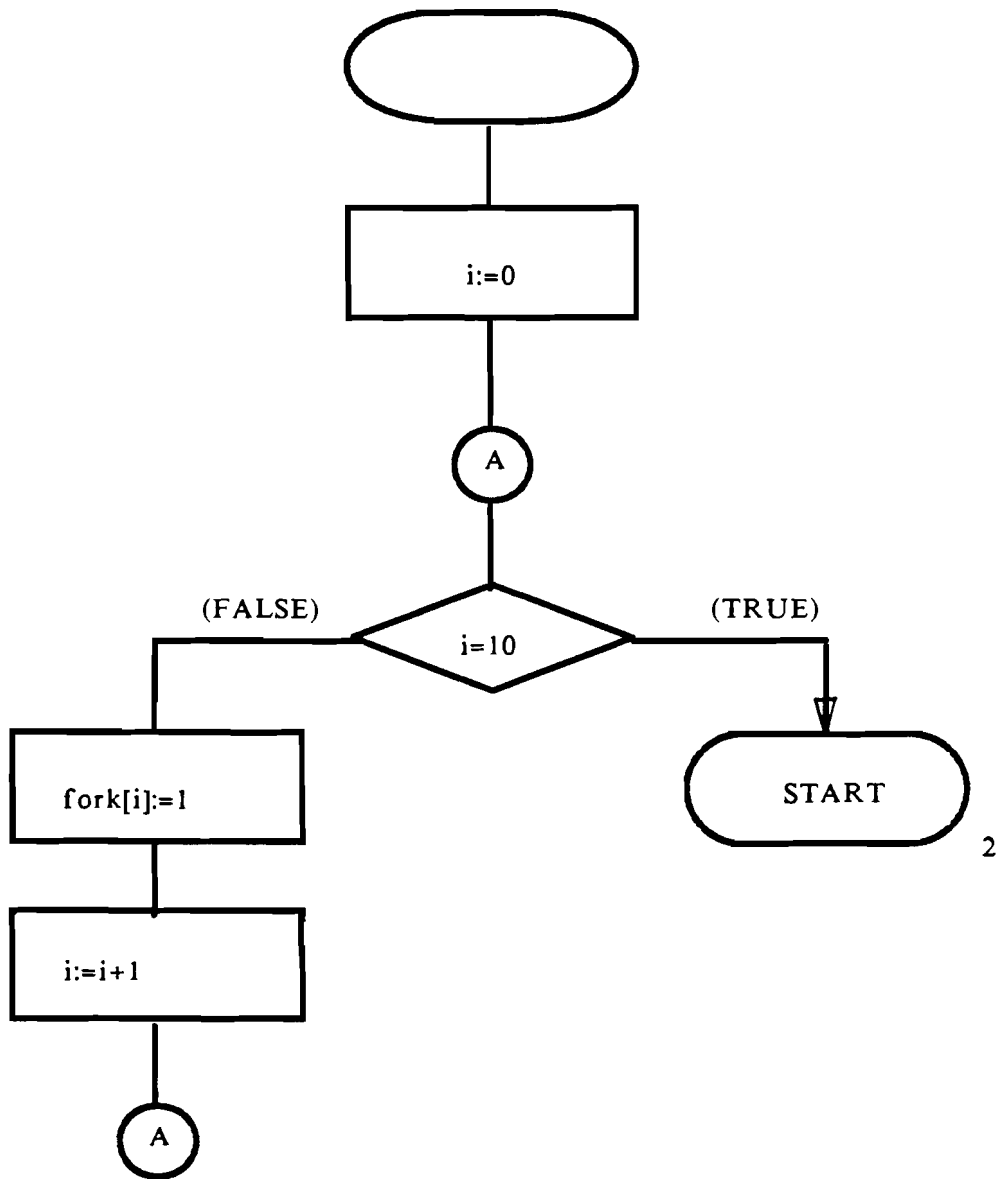 i:=0
A
(FALSE)
(TRUE)
i=10
fork[i]:=1
START
2
i:=i+1
A